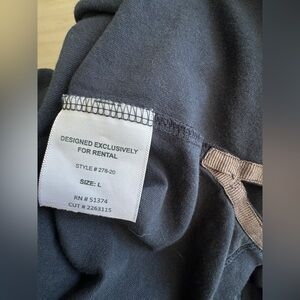 DESIGNED EXCLUSIVELY
FOR RENTAL
STYLE # 278-20
SIZE: L
RN # 51374
CUT # 2263115